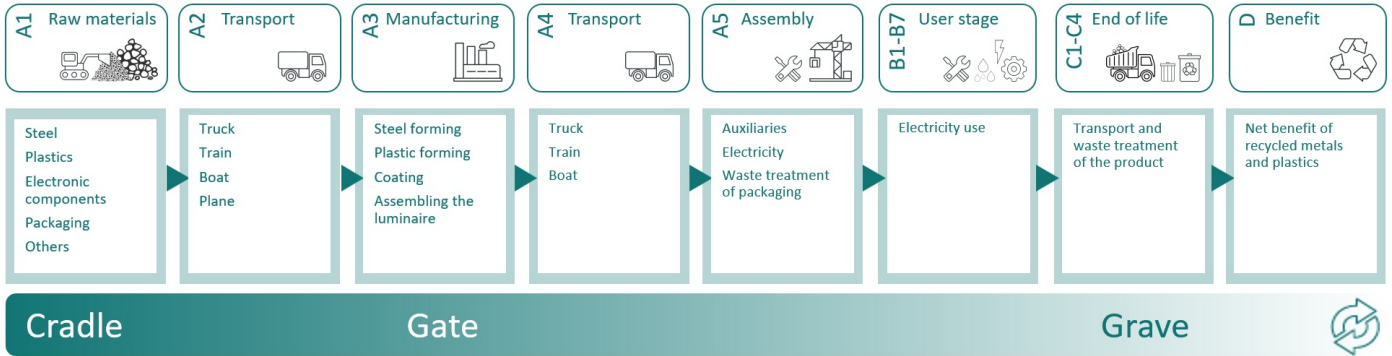 A1 Raw materials
A2 Transport
A3 Manufacturing
A4 Transport
A5 Assembly
B1-B7 User stage
C1-C4 End of life
D Benefit
Steel
Plastics
Electronic
components
Packaging
Others
Truck
Train
Boat
Plane
Steel forming
Plastic forming
Coating
Assembling the
luminaire
Truck
Train
Boat
Auxiliaries
Electricity
Waste treatment
of packaging
Electricity use
Transport and
waste treatment
of the product
Net benefit of
recycled metals
and plastics
Cradle
Gate
Grave